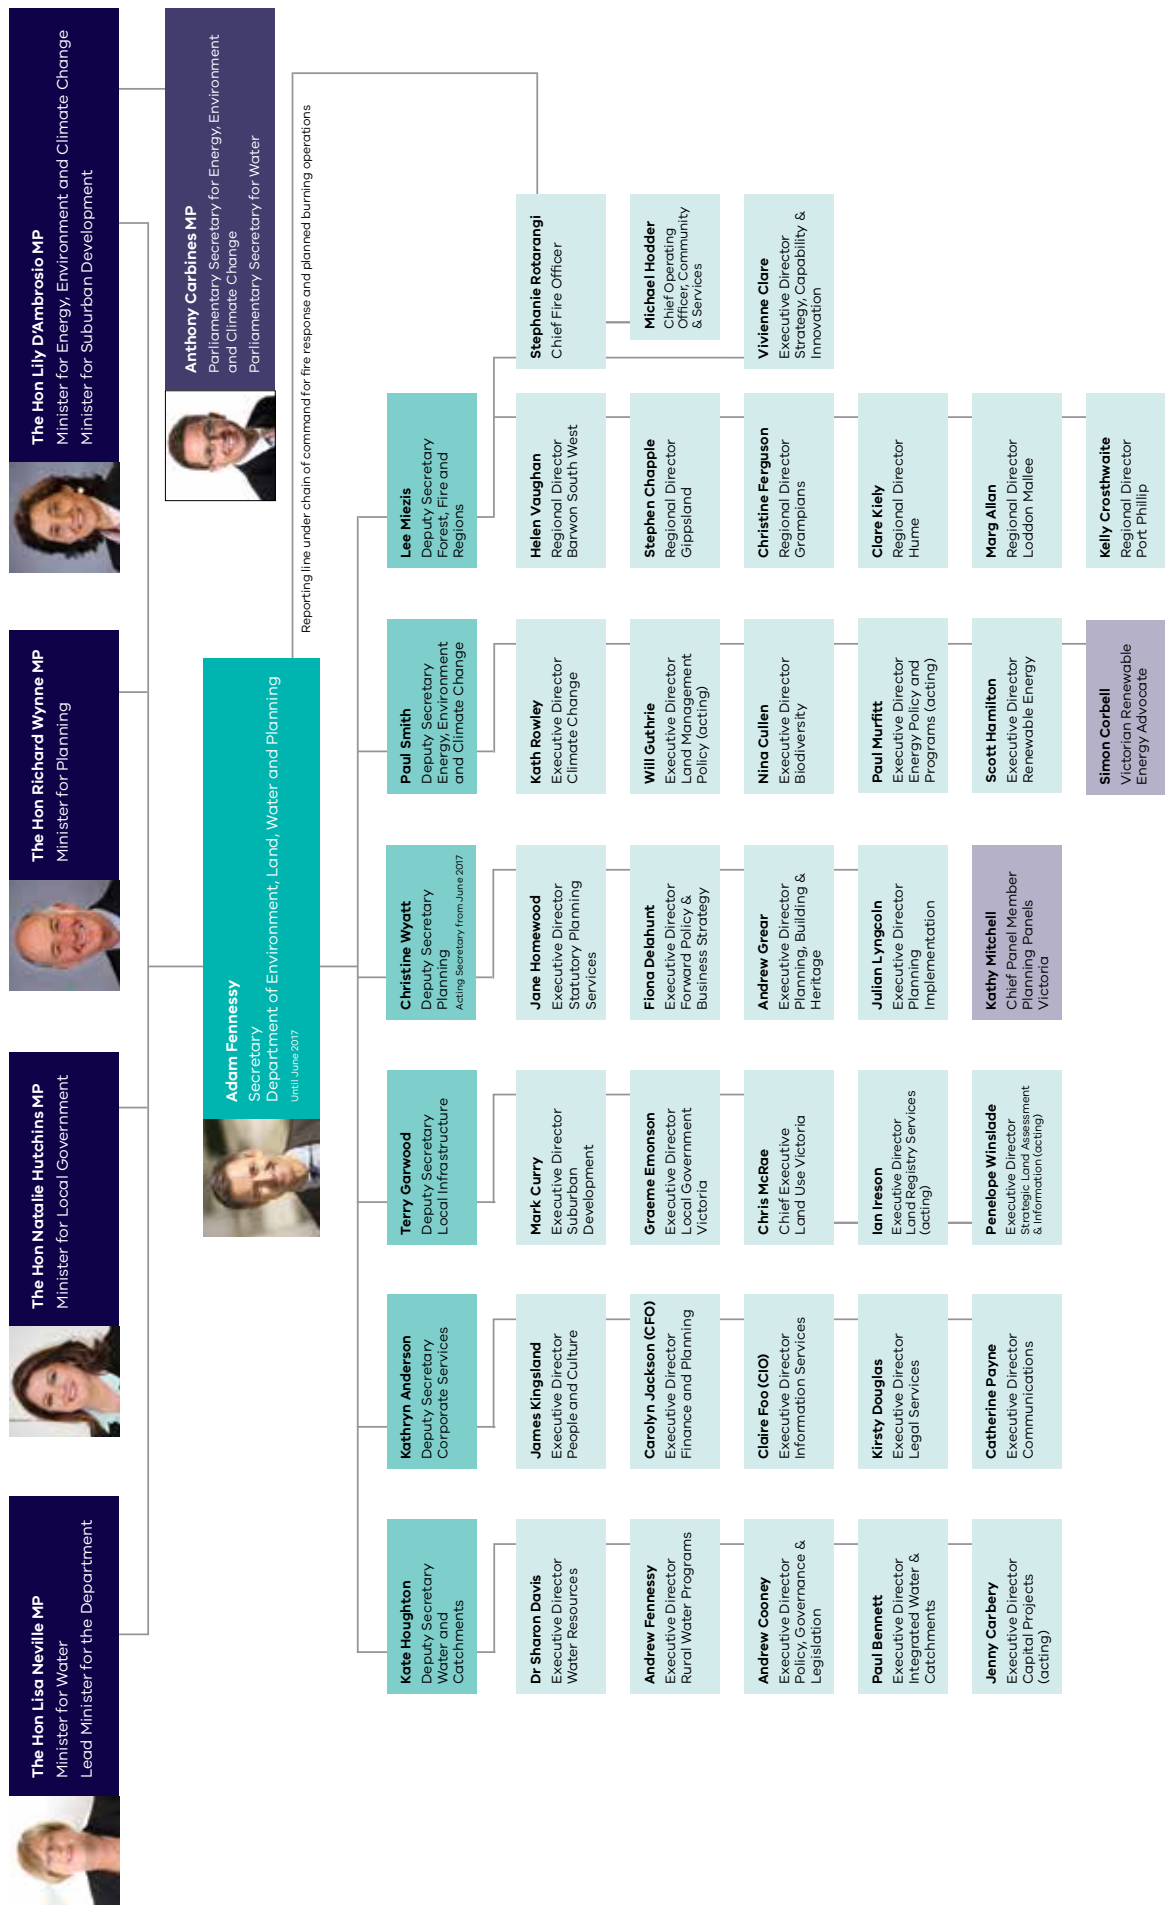 The Hon Lisa Neville MP
Minister for Water
Lead Minister for the Department
The Hon Natalie Hutchins MP
Minister for Local Government
The Hon Richard Wynne MP
Minister for Planning
The Hon Lily D'Ambrosio MP
Minister for Energy, Environment and Climate Change
Minister for Suburban Development
Anthony Carbines MP
Parliamentary Secretary for Energy, Environment
and Climate Change
Parliamentary Secretary for Water
Adam Fennessy
Secretary
Department of Environment, Land, Water and Planning
Until June 2017
Reporting line under chain of command for fire response and planned burning operations
Kate Houghton
Deputy Secretary
Water and
Catchments
Dr Sharon Davis
Executive Director
Water Resources
Andrew Fennessy
Executive Director
Rural Water Programs
Andrew Cooney
Executive Director
Policy, Governance &
Legislation
Paul Bennett
Executive Director
Integrated Water &
Catchments
Jenny Carbery
Executive Director
Capital Projects
(acting)
Kathryn Anderson
Deputy Secretary
Corporate Services
James Kingsland
Executive Director
People and Culture
Carolyn Jackson (CFO)
Executive Director
Finance and Planning
Claire Foo (CIO)
Executive Director
Information Services
Kirsty Douglas
Executive Director
Legal Services
Catherine Payne
Executive Director
Communications
Terry Garwood
Deputy Secretary
Local Infrastructure
Mark Curry
Executive Director
Suburban
Development
Graeme Emonson
Executive Director
Local Government
Victoria
Chris McRae
Chief Executive
Land Use Victoria
Ian Ireson
Executive Director
Land Registry Services
(acting)
Penelope Winslade
Executive Director
Strategic Land Assessment
& Information (acting)
Christine Wyatt
Deputy Secretary
Planning
Acting Secretary from June 2017
Jane Homewood
Executive Director
Statutory Planning
Services
Fiona Delahunt
Executive Director
Forward Policy &
Business Strategy
Andrew Grear
Executive Director
Planning, Building &
Heritage
Julian Lyngcoln
Executive Director
Planning
Implementation
Kathy Mitchell
Chief Panel Member
Planning Panels
Victoria
Paul Smith
Deputy Secretary
Energy, Environment
and Climate Change
Kath Rowley
Executive Director
Climate Change
Will Guthrie
Executive Director
Land Management
Policy (acting)
Nina Cullen
Executive Director
Biodiversity
Paul Murfitt
Executive Director
Energy Policy and
Programs (acting)
Scott Hamilton
Executive Director
Renewable Energy
Simon Corbell
Victorian Renewable
Energy Advocate
Lee Miezis
Deputy Secretary
Forest, Fire and
Regions
Helen Vaughan
Regional Director
Barwon South West
Stephen Chapple
Regional Director
Gippsland
Christine Ferguson
Regional Director
Grampians
Clare Kiely
Regional Director
Hume
Marg Allan
Regional Director
Loddon Mallee
Kelly Crosthwaite
Regional Director
Port Phillip
Stephanie Rotarangi
Chief Fire Officer
Michael Hodder
Chief Operating
Officer, Community
& Services
Vivienne Clare
Executive Director
Strategy, Capability &
Innovation